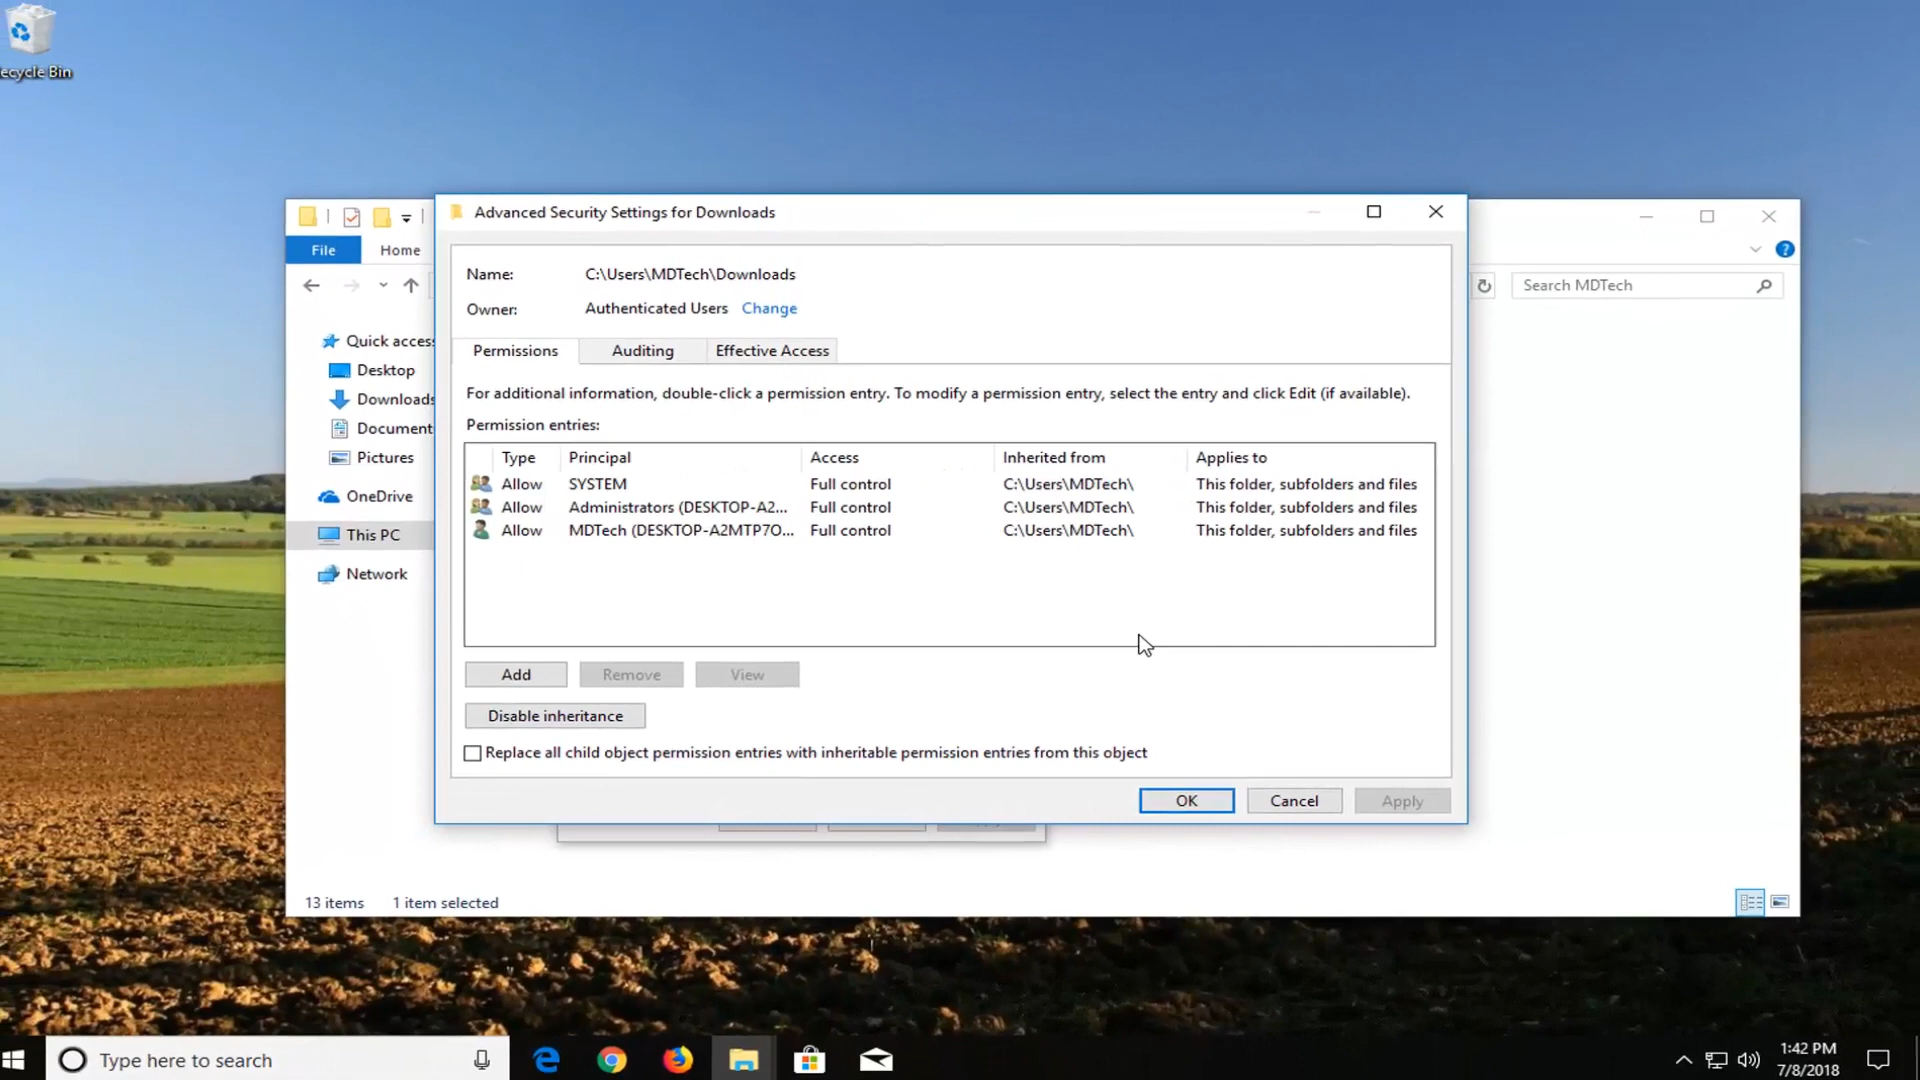 ecycle Bin
Advanced Security Settings for Downloads
File
Home
Search MDTech
Name: C:\Users\MDTech\Downloads
Owner: Authenticated Users Change
Quick access
Desktop
Downloads
Document
Pictures
OneDrive
This PC
Network
Permissions Auditing Effective Access
For additional information, double-click a permission entry. To modify a permission entry, select the entry and click Edit (if available).
Permission entries:
Type Principal Access Inherited from Applies to
Allow SYSTEM Full control C:\Users\MDTech\ This folder, subfolders and files
Allow Administrators (DESKTOP-A2... Full control C:\Users\MDTech\ This folder, subfolders and files
Allow MDTech (DESKTOP-A2MTP7O... Full control C:\Users\MDTech\ This folder, subfolders and files
Add Remove View
Disable inheritance
Replace all child object permission entries with inheritable permission entries from this object
OK Cancel Apply
13 items 1 item selected
Type here to search
1:42 PM
7/8/2018